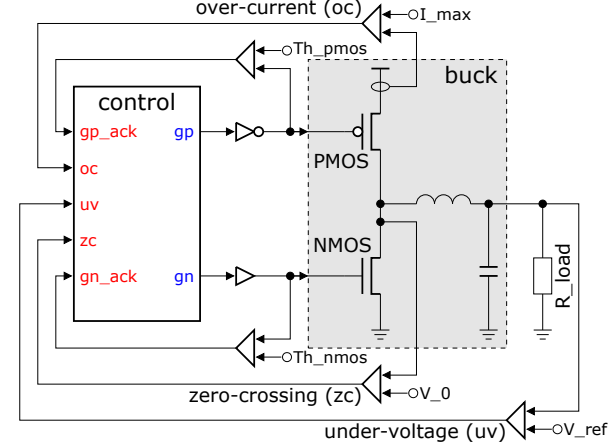 over-current (oc)
I_max
Th_pmos
buck
control
gp_ack
gp
oc
PMOS
uv
zc
NMOS
gn_ack
gn
R_load
Th_nmos
zero-crossing (zc)
V_0
under-voltage (uv)
V_ref